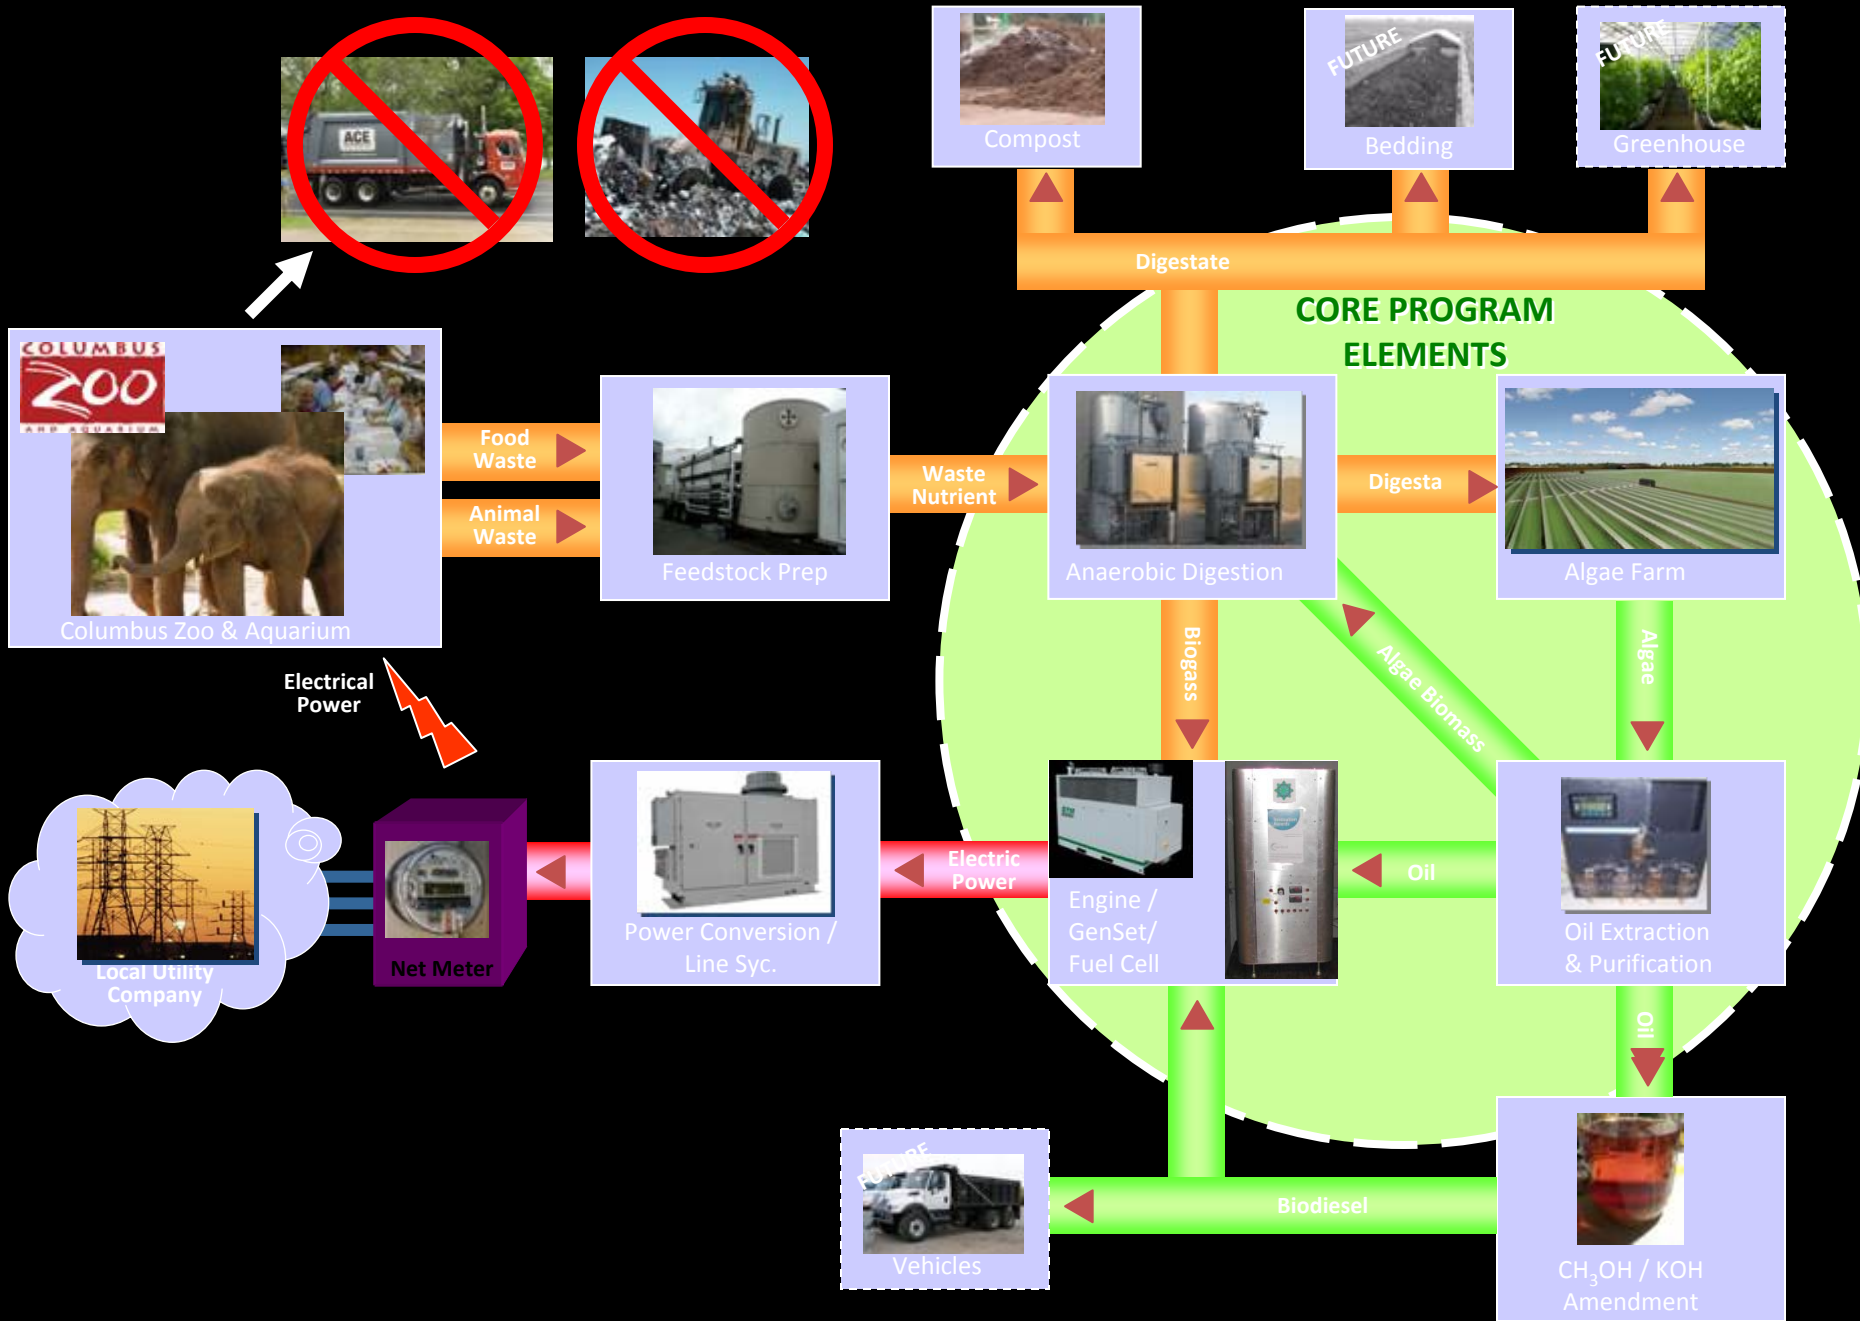 ACE
FUTURE
FUTURE
Compost
Bedding
Greenhouse
Digestate
CORE PROGRAM
ELEMENTS
COLUMBUS
ZOO
AND AQUARIUM
Food
Waste
Animal
Waste
Waste
Nutrient
Digesta
Feedstock Prep
Anaerobic Digestion
Algae Farm
Columbus Zoo & Aquarium
Electrical
Power
Biogass
Algae Biomass
Algae
Electric
Power
Oil
Engine /
GenSet/
Fuel Cell
Power Conversion /
Line Syc.
Oil Extraction
& Purification
Net Meter
Local Utility
Company
Oil
FUTURE
Biodiesel
Vehicles
CH₃OH / KOH
Amendment